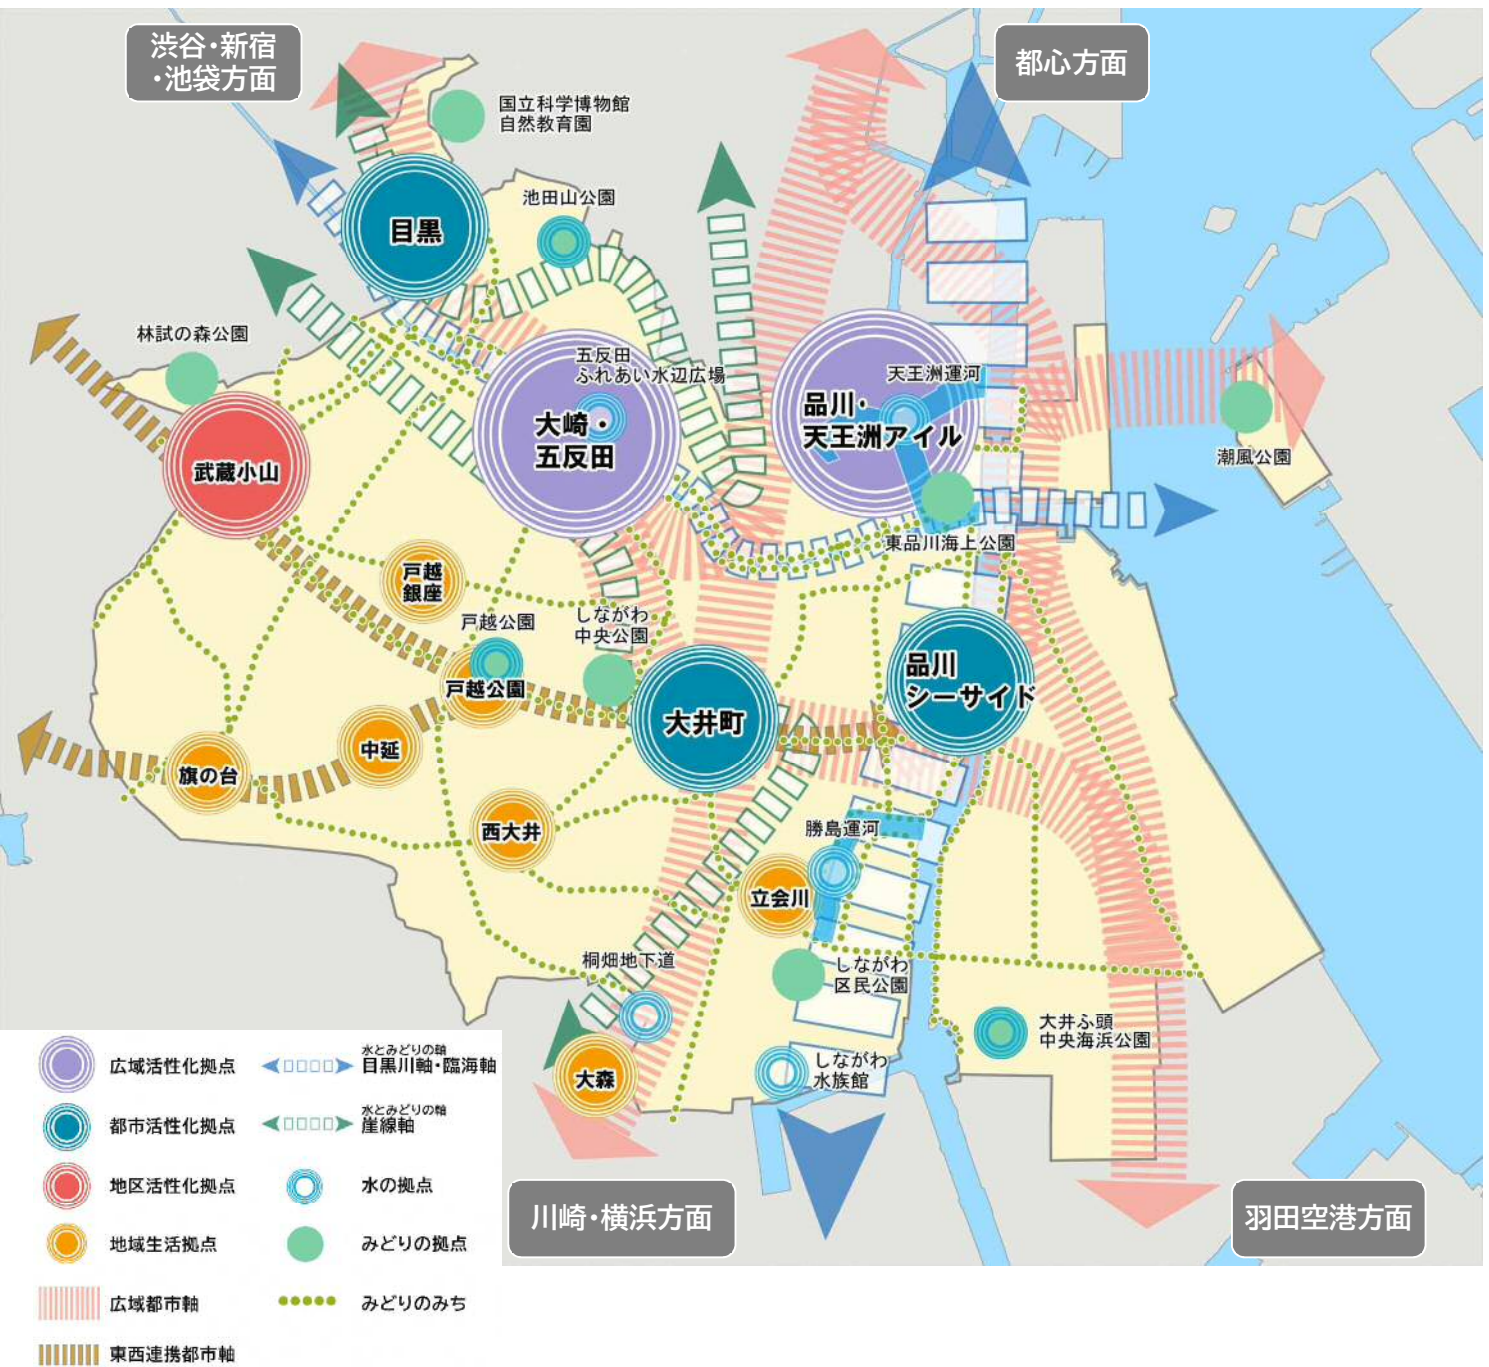 渋谷・新宿
・池袋方面
都心方面
国立科学博物館
自然教育園
池田山公園
目黒
林試の森公園
五反田
ふれあい水辺広場
天王洲運河
品川・
天王洲アイル
大崎・
五反田
武蔵小山
潮風公園
東品川海上公園
戸越
銀座
戸越公園
しながわ
中央公園
戸越公園
品川
シーサイド
大井町
中延
旗の台
西大井
勝島運河
立会川
桐畑地下道
しながわ
区民公園
大井ふ頭
中央海浜公園
しながわ
水族館
大森
川崎・横浜方面
羽田空港方面
広域活性化拠点
水とみどりの軸
目黒川軸・臨海軸
都市活性化拠点
水とみどりの軸
崖線軸
地区活性化拠点
水の拠点
地域生活拠点
みどりの拠点
広域都市軸
みどりのみち
東西連携都市軸